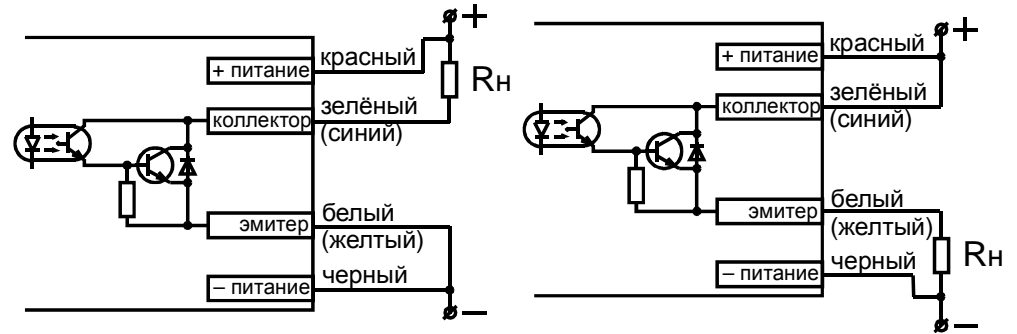 +
красный
+ питание
Rн
зелёный
коллектор
(синий)
белый
эмитер
(желтый)
черный
– питание
–
+
красный
+ питание
зелёный
коллектор
(синий)
белый
эмитер
(желтый)
Rн
черный
– питание
–